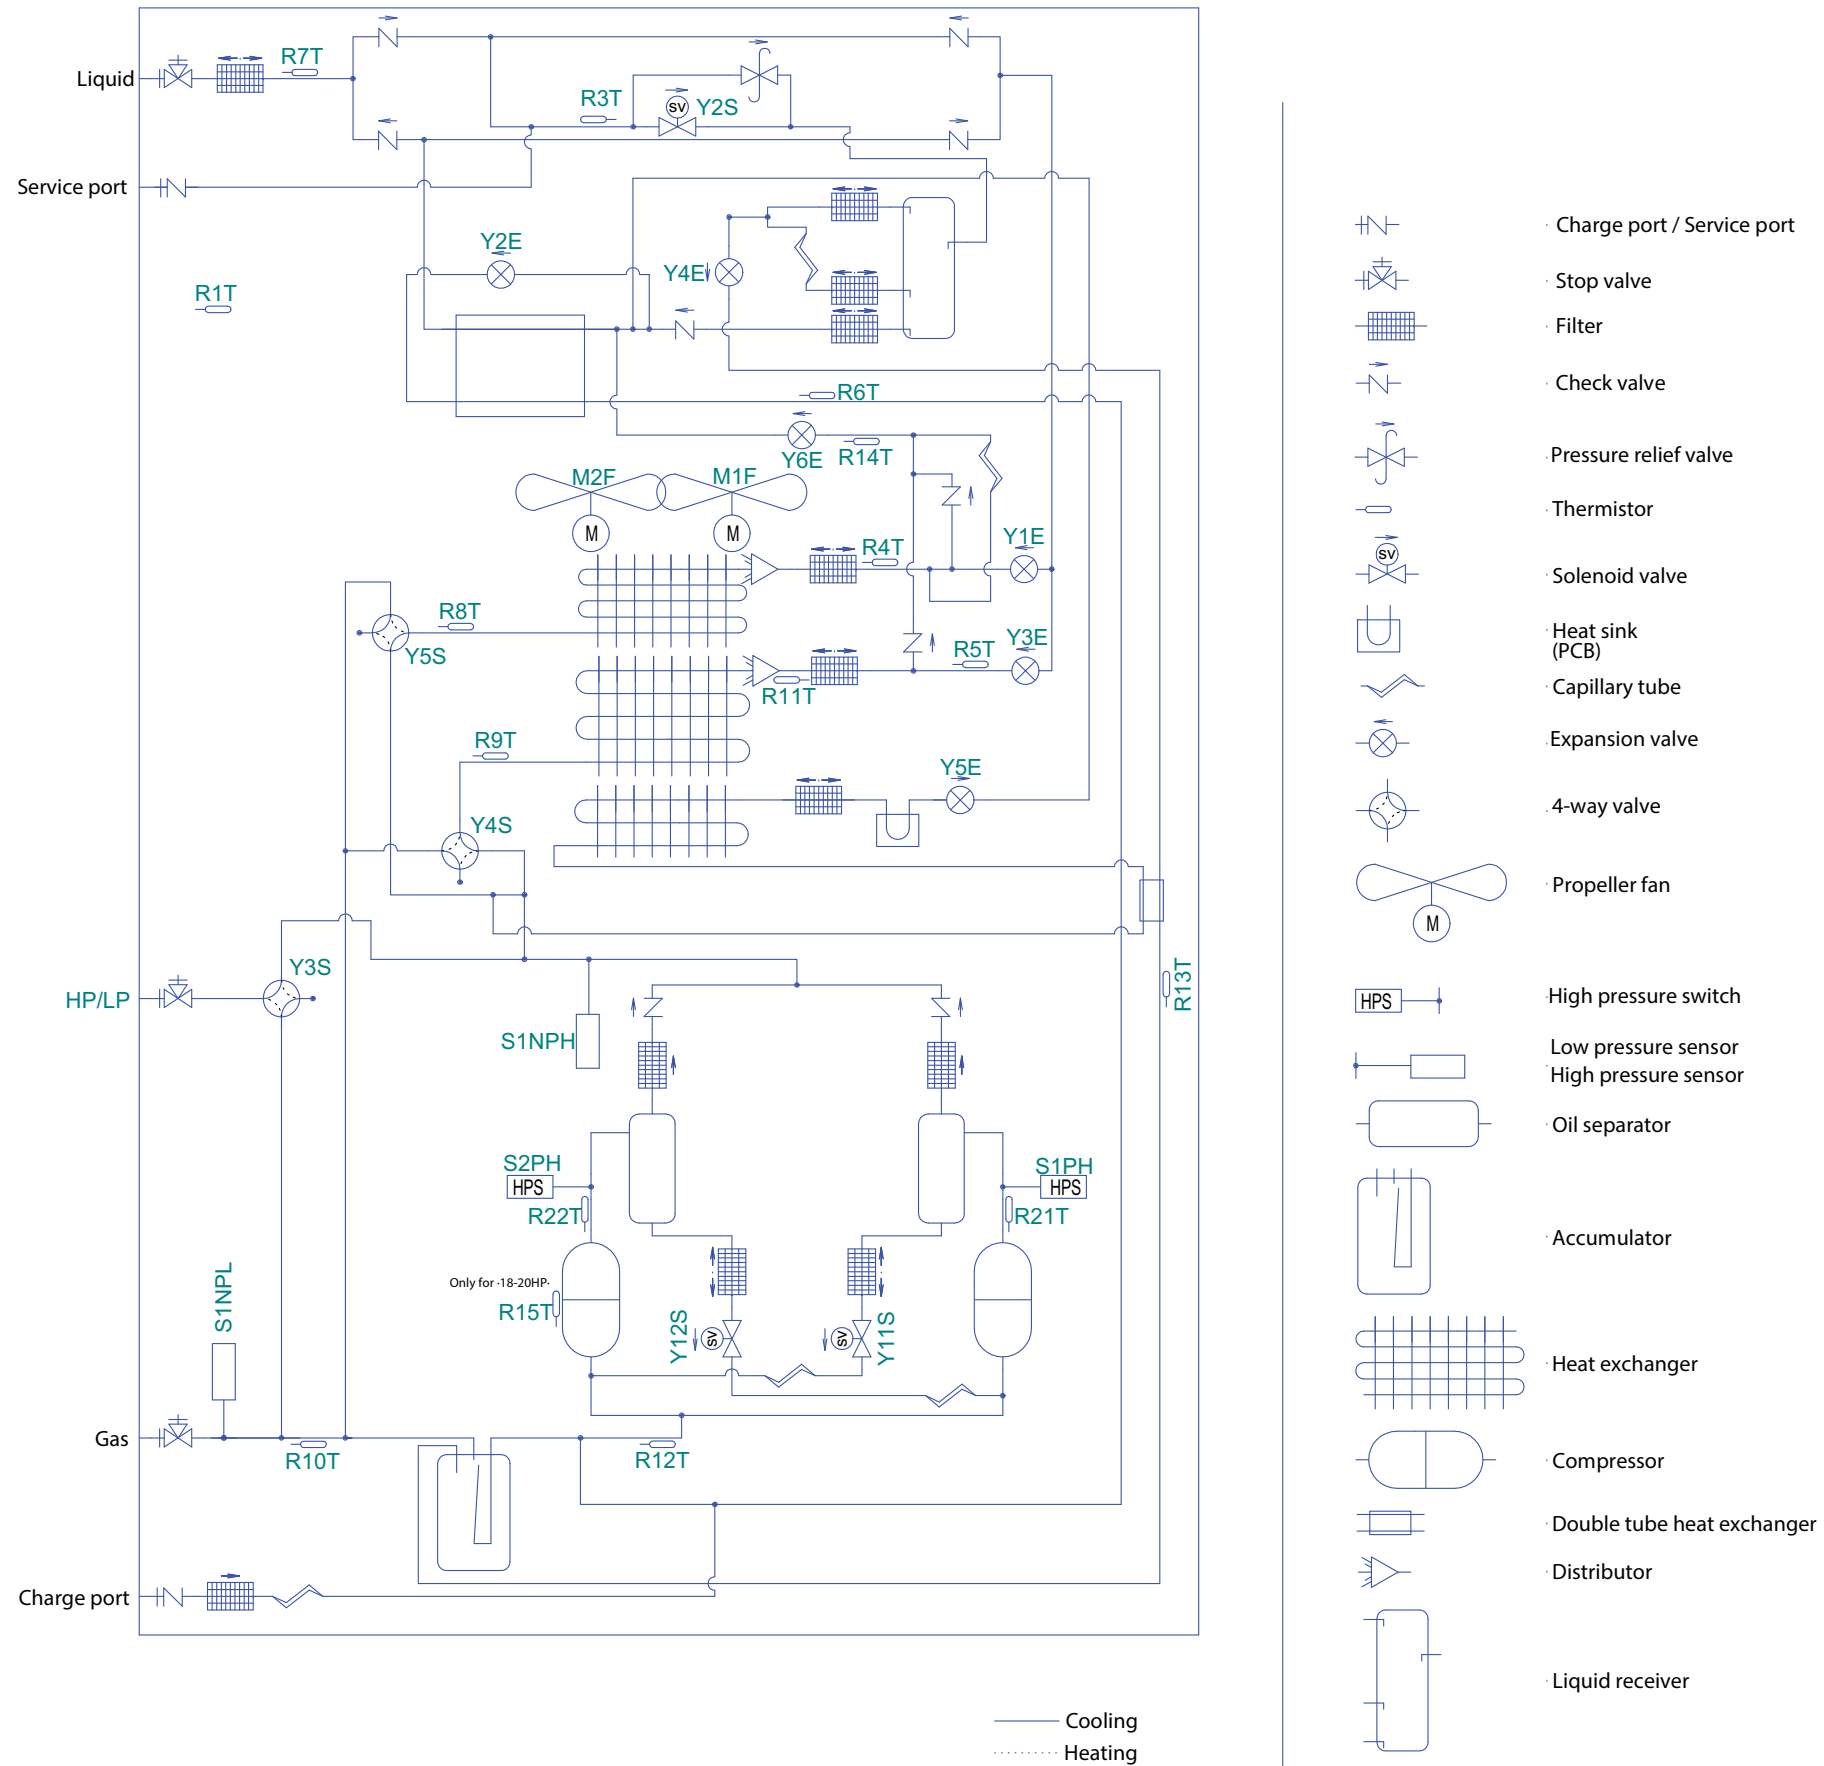 R7T
Liquid
R3T
SV
Y2S
Service port
Y2E
Y4E
R1T
R6T
Y6E
R14T
M2F
M1F
M
M
R4T
Y1E
R8T
Y5S
R5T
Y3E
R11T
R9T
Y5E
Y4S
Y3S
HP/LP
R13T
S1NPH
S2PH
HPS
S1PH
HPS
R22T
R21T
Only for ·18-20HP·
R15T
S1NPL
Y12S
SV
SV
Y11S
Gas
R10T
R12T
Charge port
Cooling
Heating
Charge port / Service port
Stop valve
Filter
Check valve
Pressure relief valve
Thermistor
SV
Solenoid valve
Heat sink
(PCB)
Capillary tube
Expansion valve
4-way valve
Propeller fan
M
HPS
High pressure switch
Low pressure sensor
High pressure sensor
Oil separator
Accumulator
Heat exchanger
Compressor
Double tube heat exchanger
Distributor
Liquid receiver